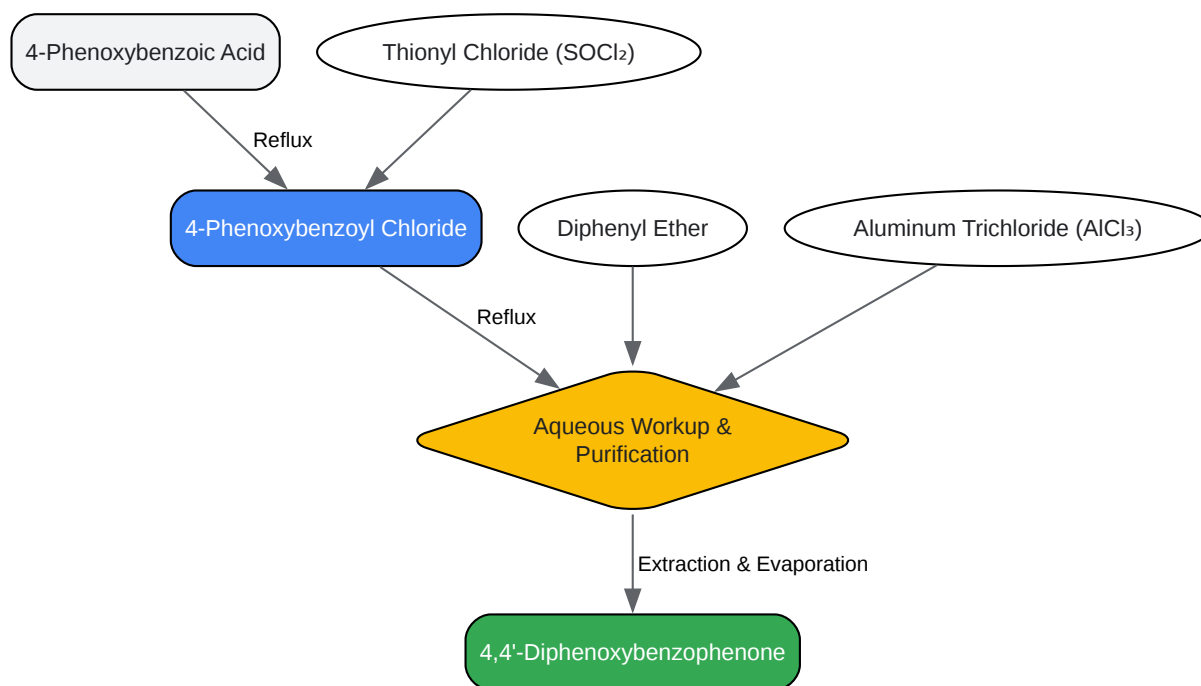 4-Phenoxybenzoic Acid
Thionyl Chloride (SOCl₂)
Reflux
4-Phenoxybenzoyl Chloride
Diphenyl Ether
Aluminum Trichloride (AlCl₃)
Reflux
Aqueous Workup &
Purification
Extraction & Evaporation
4,4'-Diphenoxybenzophenone